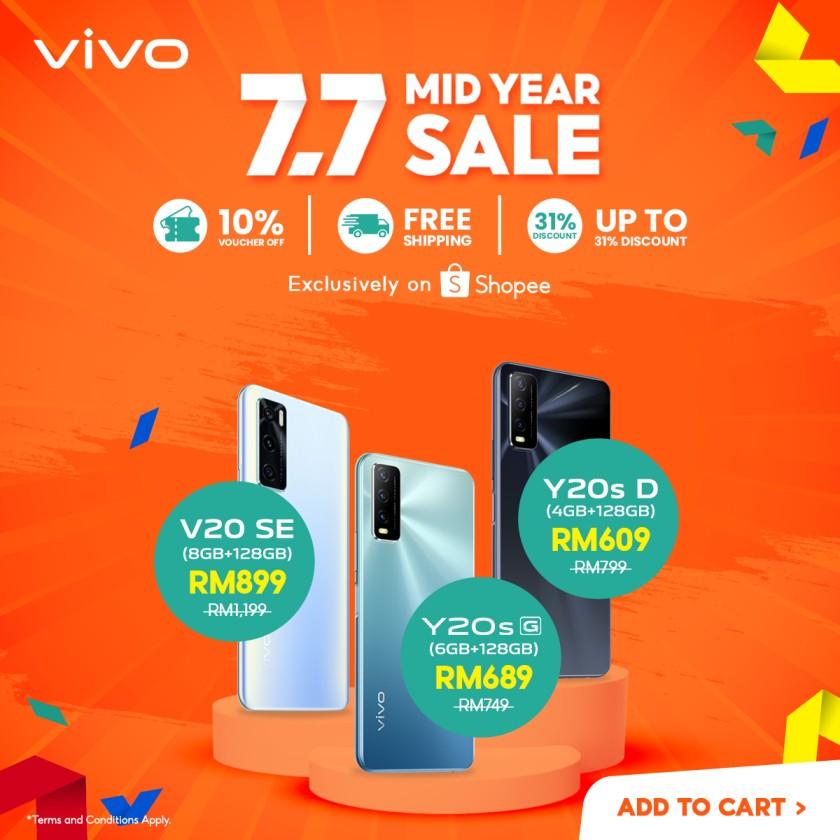 vivo
7.7 MID YEAR
SALE
10%
VOUCHER OFF
FREE
SHIPPING
31%
DISCOUNT
UP TO
31% DISCOUNT
Exclusively on S Shopee
V20 SE
(8GB+128GB)
RM899
RM1,199
Y20s G
(6GB+128GB)
RM689
RM749
Y20s D
(4GB+128GB)
RM609
RM799
vivo
*Terms and Conditions Apply.
ADD TO CART >